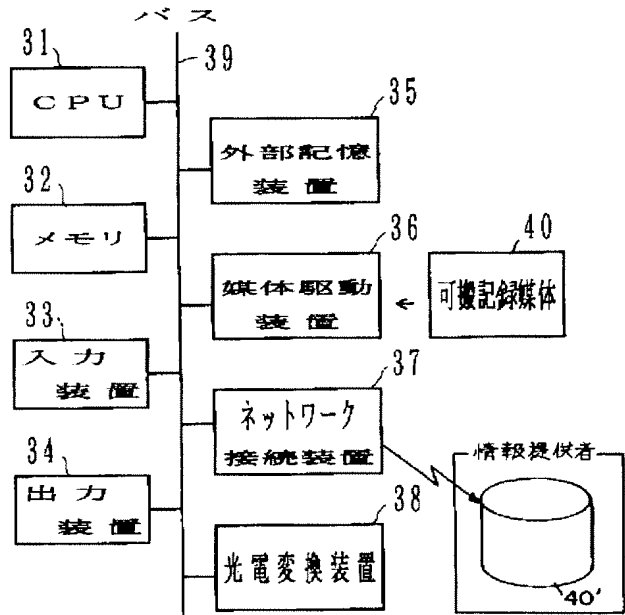 バス
31
39
CPU
35
外部記憶
装置
32
メモリ
36
40
媒体駆動
装置
可搬記録媒体
33
入力
装置
37
ネットワーク
接続装置
34
出力
装置
情報提供者
38
光電変換装置
40'